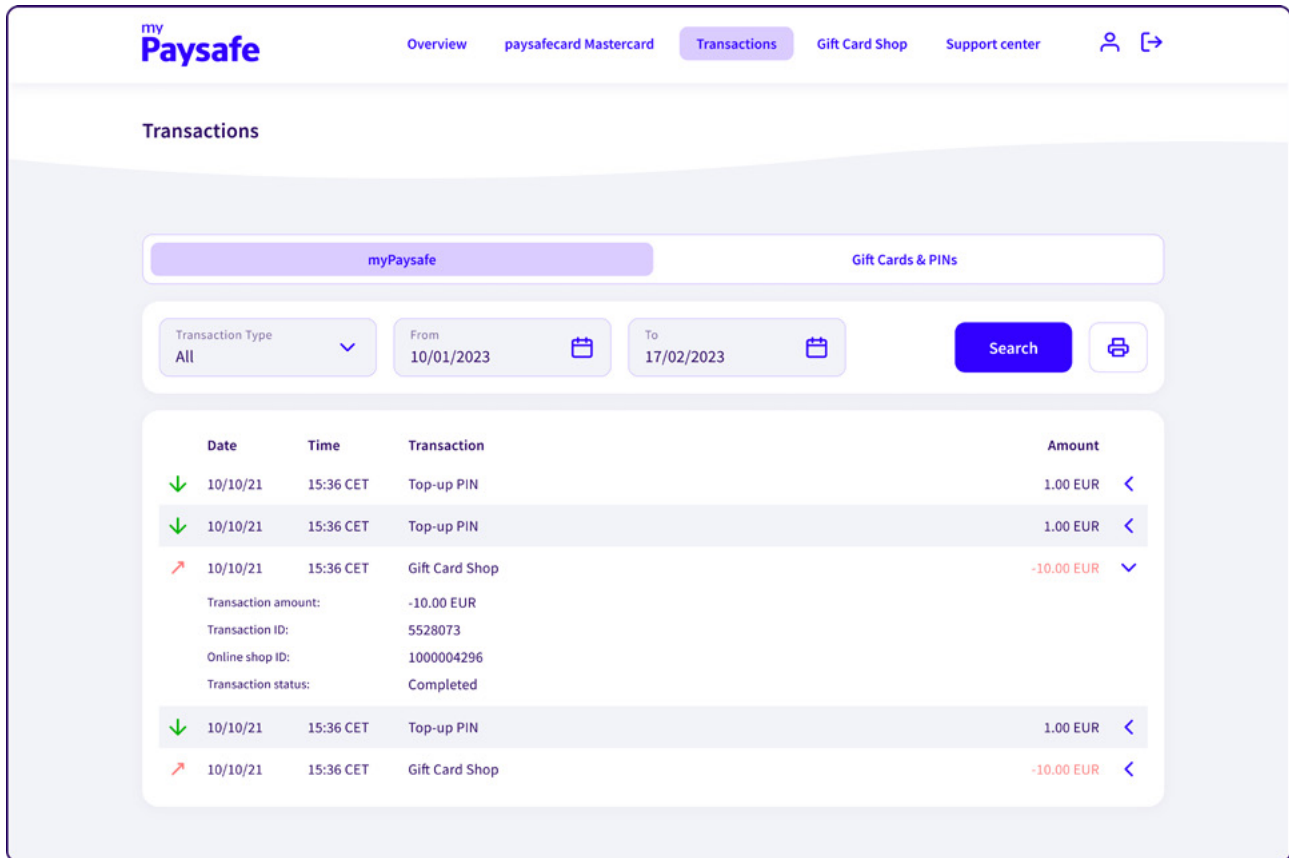 my
Paysafe
Overview paysafecard Mastercard Transactions Gift Card Shop Support center
Transactions
myPaysafe Gift Cards & PINs
Transaction Type From To
All 10/01/2023 17/02/2023 Search
Date Time Transaction Amount
10/10/21 15:36 CET Top-up PIN 1.00 EUR
10/10/21 15:36 CET Top-up PIN 1.00 EUR
10/10/21 15:36 CET Gift Card Shop -10.00 EUR
Transaction amount: -10.00 EUR
Transaction ID: 5528073
Online shop ID: 1000004296
Transaction status: Completed
10/10/21 15:36 CET Top-up PIN 1.00 EUR
10/10/21 15:36 CET Gift Card Shop -10.00 EUR